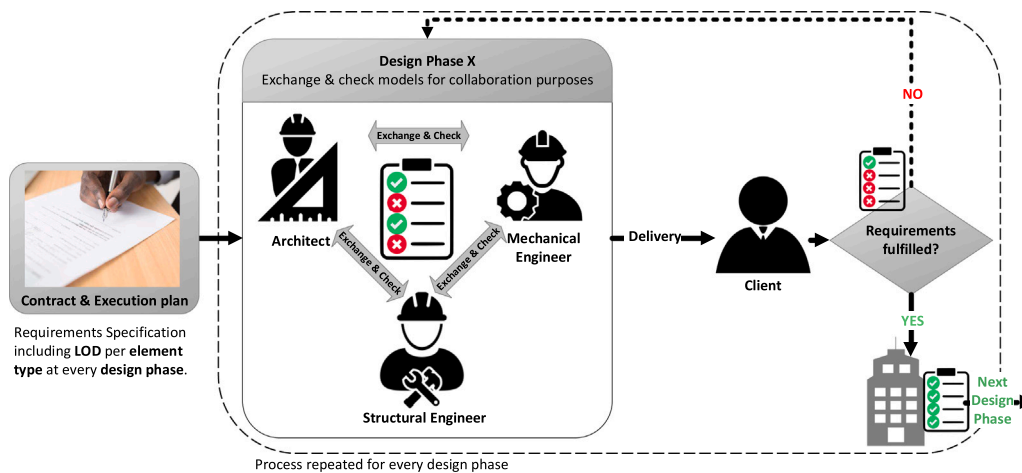 Design Phase X
Exchange & check models for collaboration purposes
NO
Exchange & Check
Architect
Mechanical
Engineer
Exchange & Check
Exchange & Check
Structural Engineer
Contract & Execution plan
Requirements Specification
including LOD per element
type at every design phase.
Delivery
Client
Requirements
fulfilled?
YES
Next
Design
Phase
Process repeated for every design phase